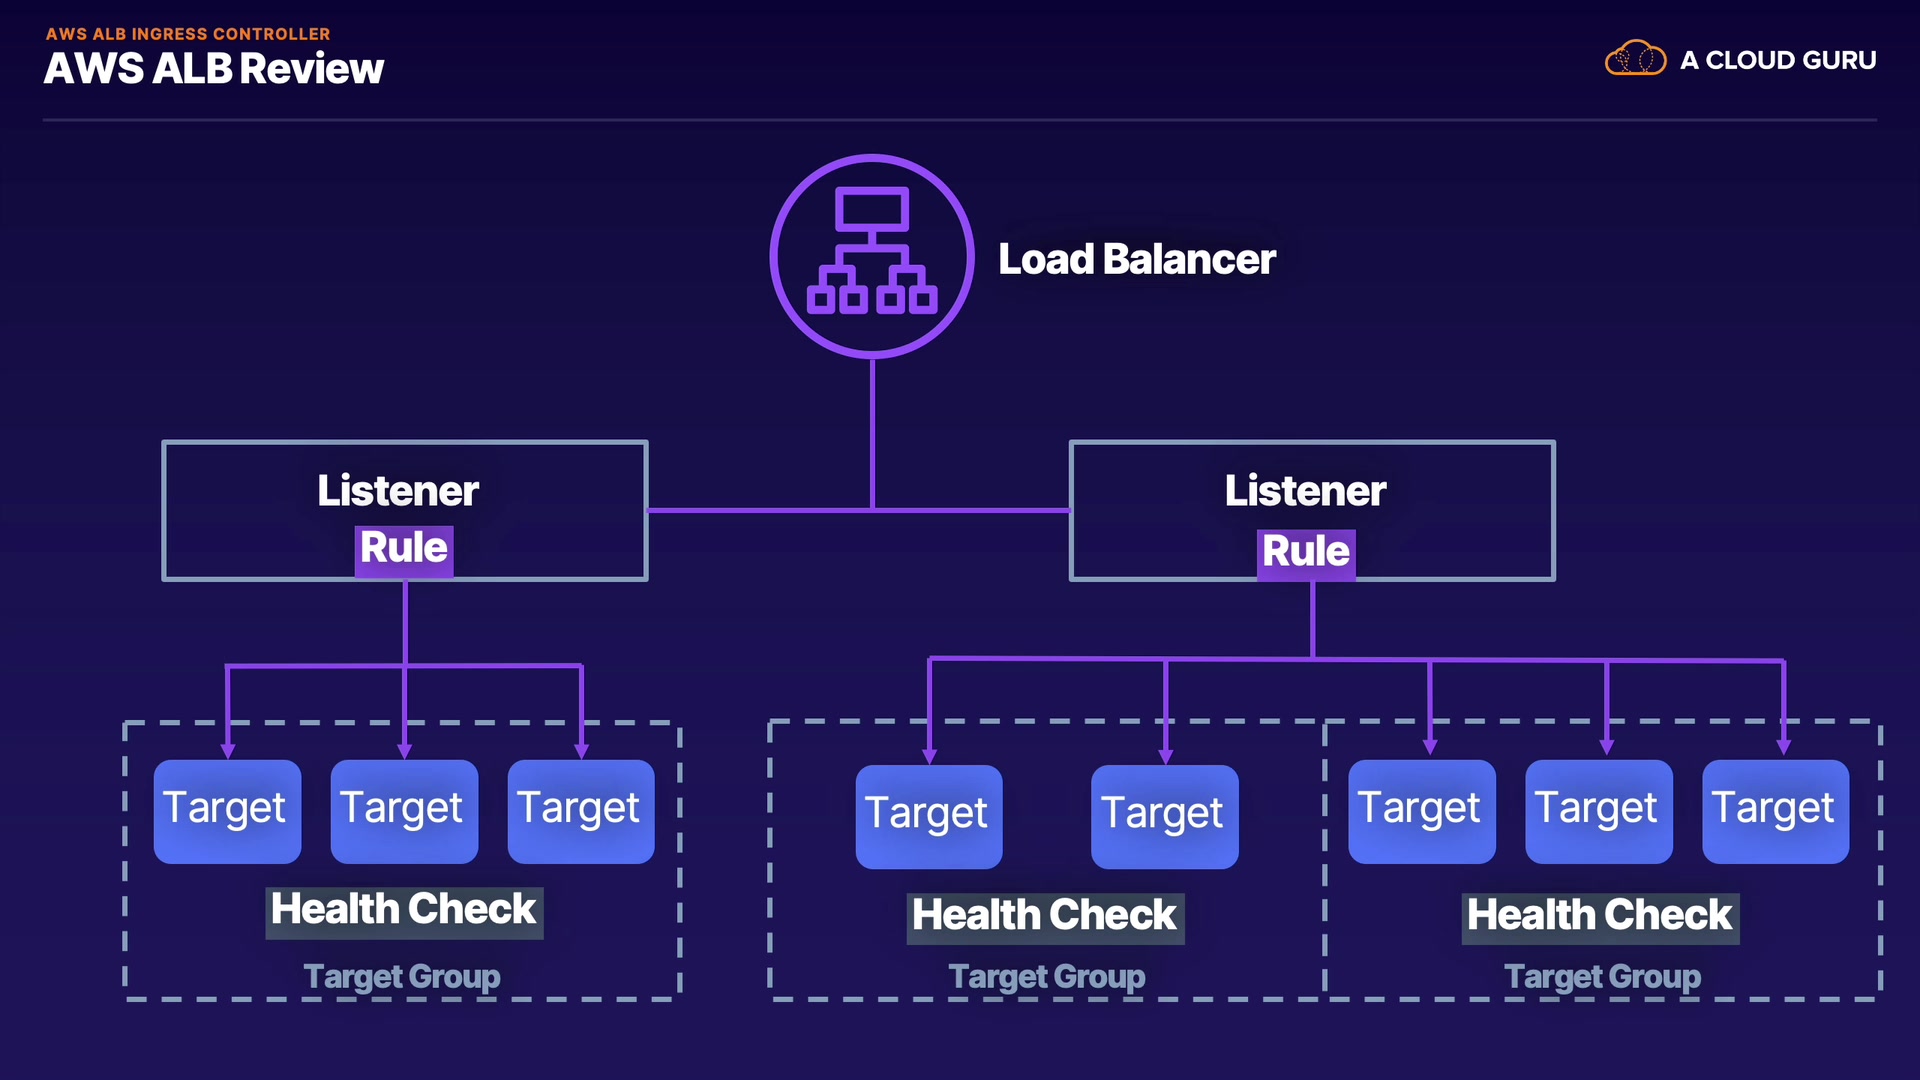 AWS ALB INGRESS CONTROLLER
AWS ALB Review
A CLOUD GURU
Load Balancer
Listener
Rule
Listener
Rule
Target
Target
Target
Health Check
Target Group
Target
Target
Health Check
Target Group
Target
Target
Target
Health Check
Target Group